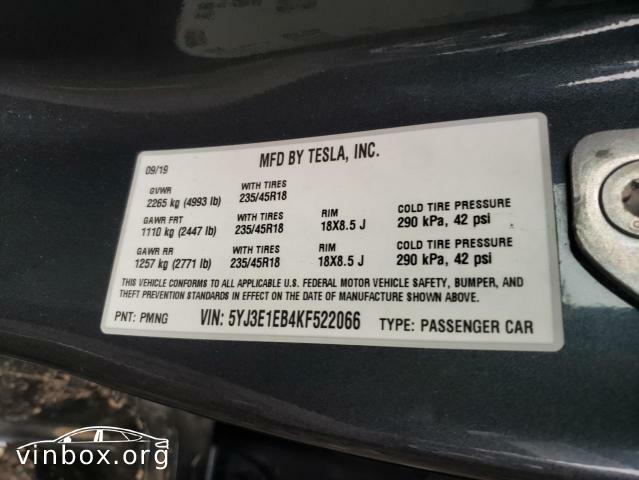 MFD BY TESLA, INC.
09/19
GVWR WITH TIRES
2265 kg (4993 lb) 235/45R18
GAWR FRT WITH TIRES RIM COLD TIRE PRESSURE
1110 kg (2447 lb) 235/45R18 18X8.5 J 290 kPa, 42 psi
GAWR RR WITH TIRES RIM COLD TIRE PRESSURE
1257 kg (2771 lb) 235/45R18 18X8.5 J 290 kPa, 42 psi
THIS VEHICLE CONFORMS TO ALL APPLICABLE U.S. FEDERAL MOTOR VEHICLE SAFETY, BUMPER, AND
THEFT PREVENTION STANDARDS IN EFFECT ON THE DATE OF MANUFACTURE SHOWN ABOVE.
PNT: PMNG VIN: 5YJ3E1EB4KF522066 TYPE: PASSENGER CAR
vinbox.org